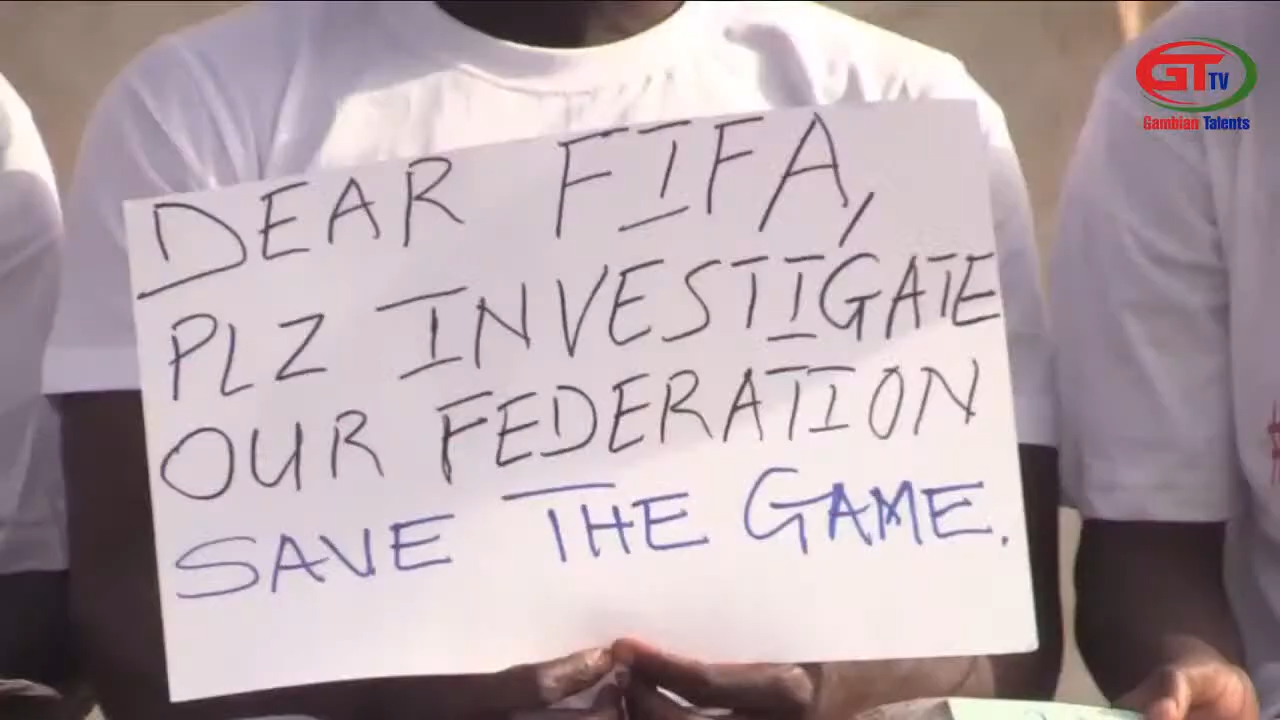 GT TV
Gambian Talents
DEAR FIFA,
PLZ INVESTIGATE
OUR FEDERATION
SAVE THE GAME.